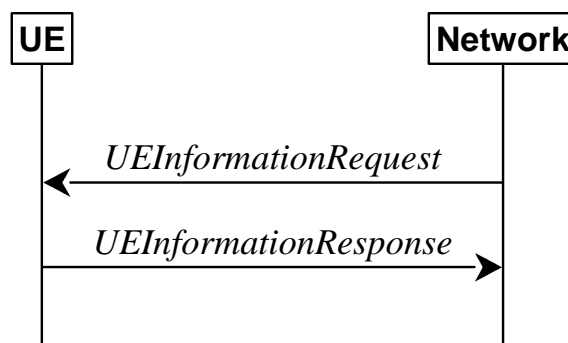 UE
Network
UEInformationRequest
UEInformationResponse